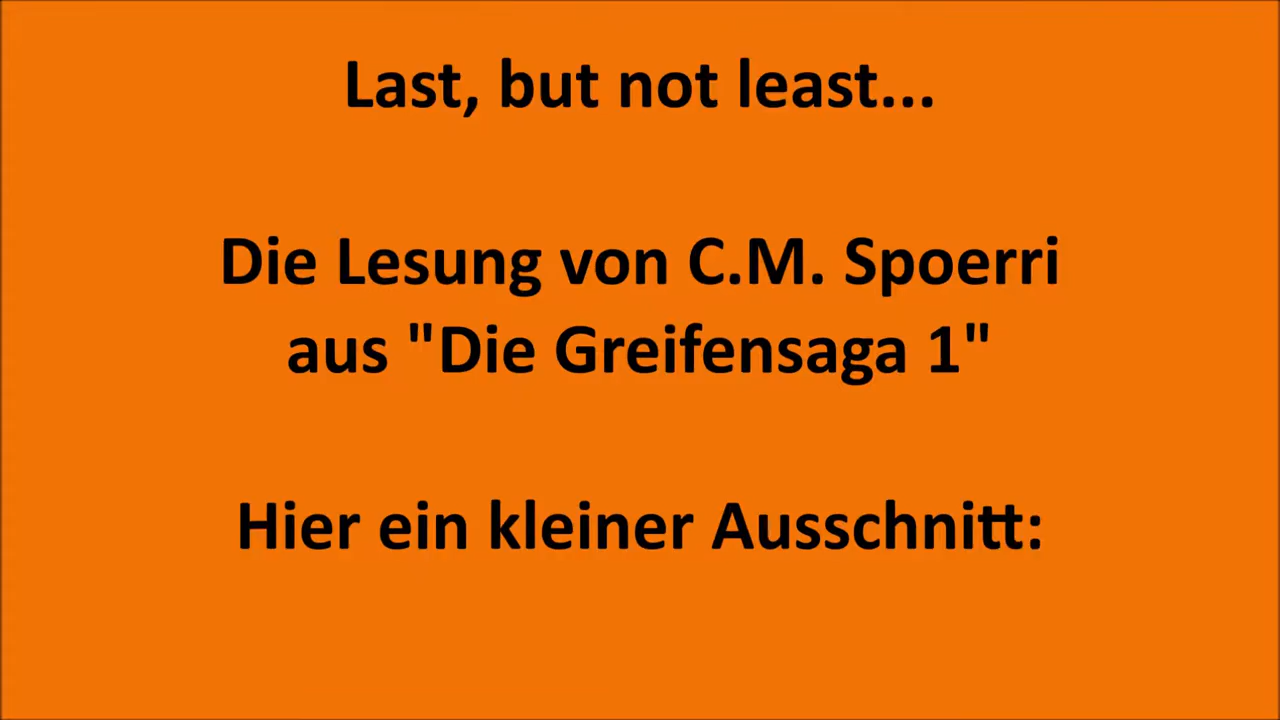 Last, but not least...
Die Lesung von C.M. Spoerri
aus "Die Greifensaga 1"
Hier ein kleiner Ausschnitt: